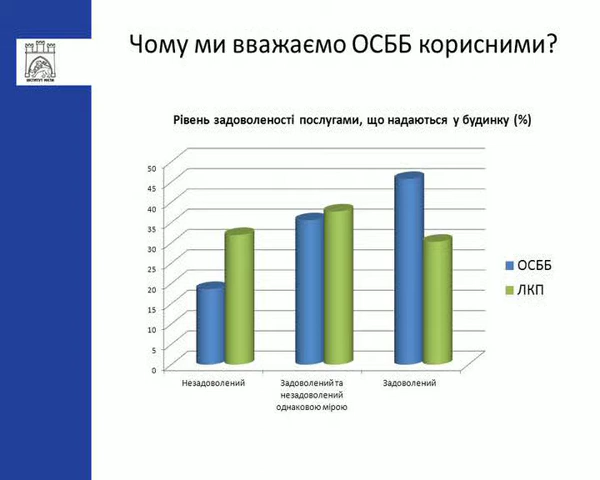 Чому ми вважаємо ОСББ корисними?
Рівень задоволеності послугами, що надаються у будинку (%)
50
45
40
35
30
25
20
15
10
5
0
Незадоволений
Задоволений та
незадоволений
однаковою мірою
Задоволений
ОСББ
ЛКП